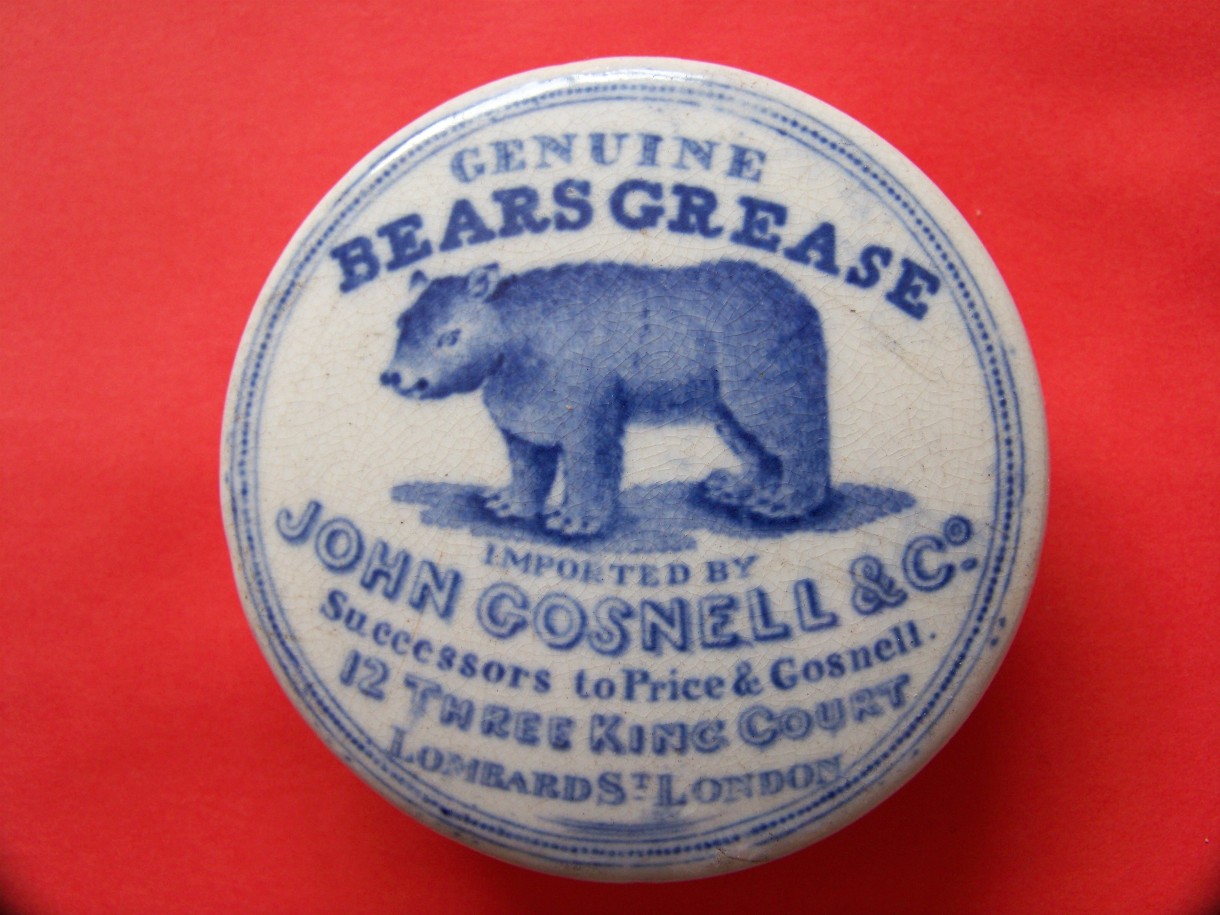 GENUINE
BEARS GREASE
IMPORTED BY
JOHN GOSNELL & Co.
Successors to Price & Gosnell.
12 THREE KING COURT
LOMBARD ST LONDON